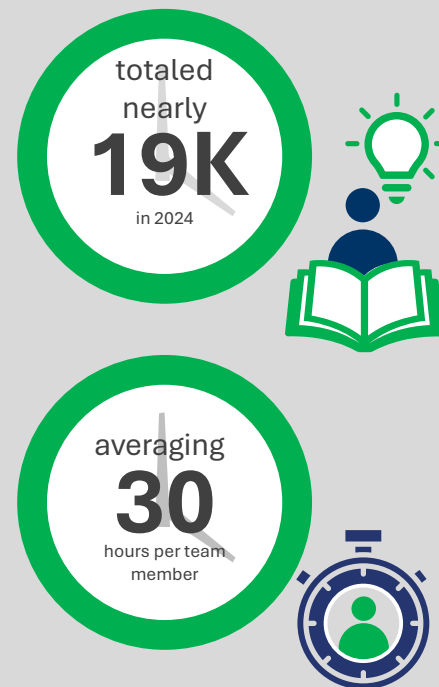 totaled
nearly
19K
in 2024
averaging
30
hours per team
member